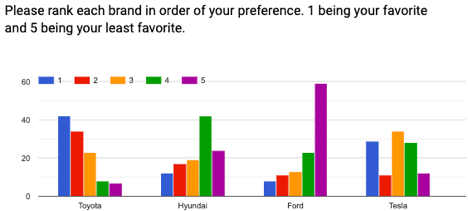 Please rank each brand in order of your preference. 1 being your favorite
and 5 being your least favorite.
60 1 2 3 4 5
40
20
0
Toyota Hyundai Ford Tesla